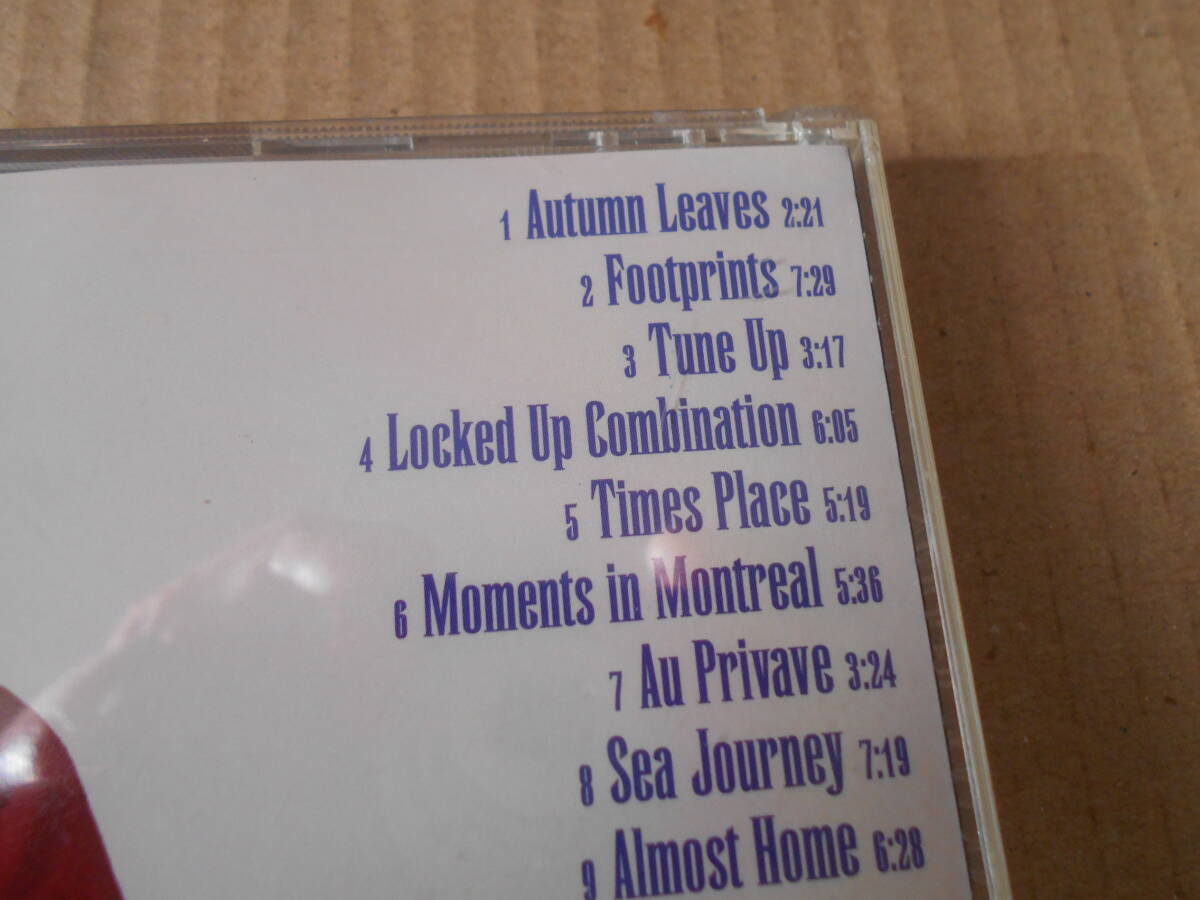 1 Autumn Leaves 2:21
2 Footprints 7:29
3 Tune Up 3:17
4 Locked Up Combination 6:05
5 Times Place 5:19
6 Moments in Montreal 5:36
7 Au Privave 3:24
8 Sea Journey 7:19
9 Almost Home 6:28